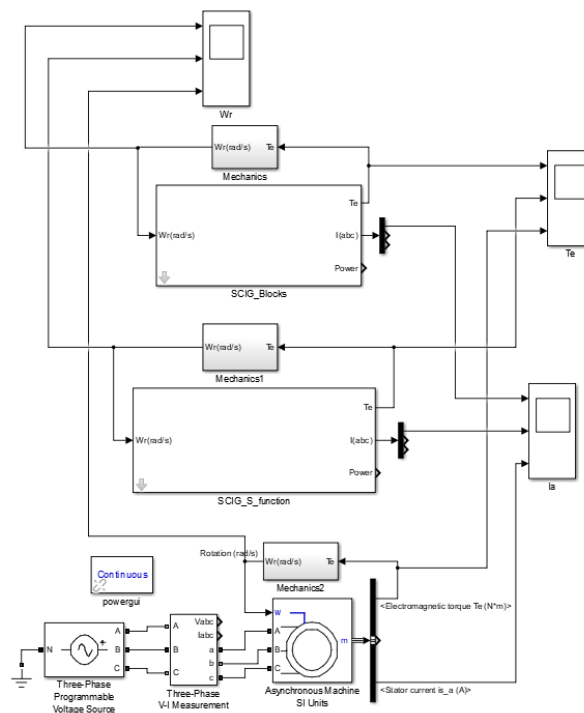 Wr
Wr(rad/s) Te
Mechanics
Te
Wr(rad/s) I(abc)
Power
SCIG_Blocks
Te
Wr(rad/s) Te
Mechanics1
Te
Wr(rad/s) I(abc)
Power
SCIG_S_function
Ia
Rotation (rad/s)
Wr(rad/s) Te
Mechanics2
Continuous
powergui
<Electromagnetic torque Te (N*m)>
N A B C
Three-Phase
Programmable
Voltage Source
A B C
Vabc
Iabc
a
b
c
Three-Phase
V-I Measurement
w
A
B
C
m
Asynchronous Machine
SI Units
<Stator current is_a (A)>